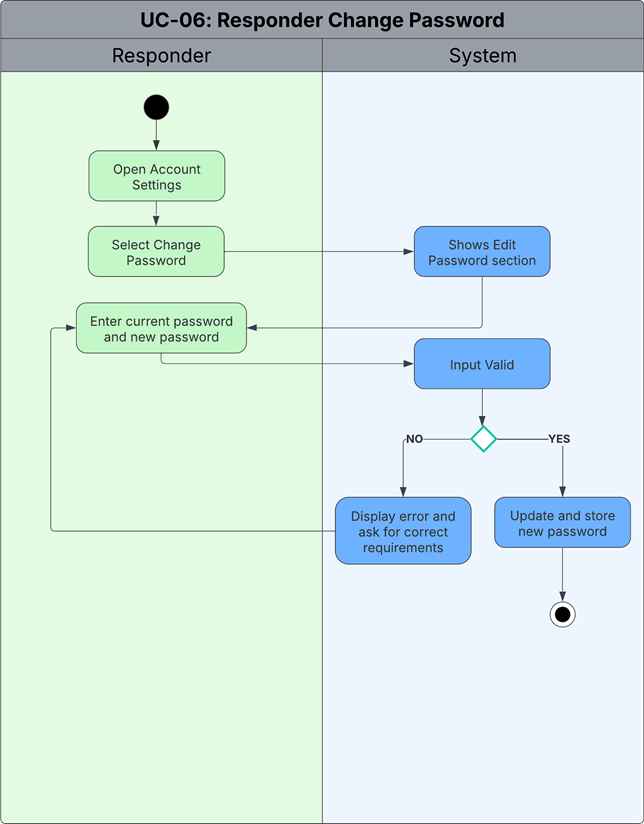 UC-06: Responder Change Password
Responder
System
Open Account
Settings
Select Change
Password
Shows Edit
Password section
Enter current password
and new password
Input Valid
NO
YES
Display error and
ask for correct
requirements
Update and store
new password